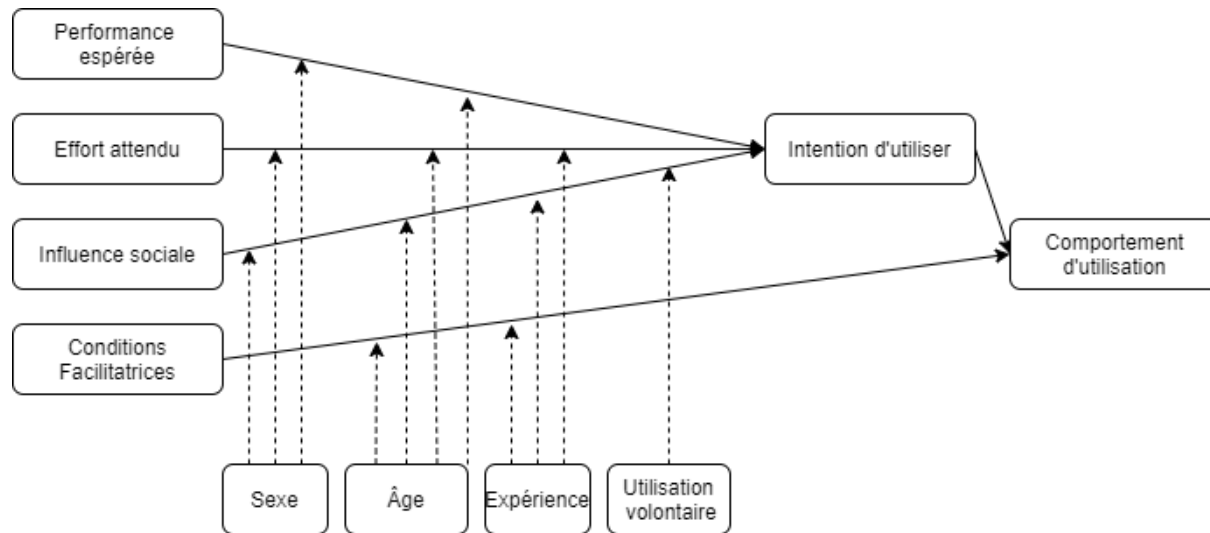 Performance
espérée
Effort attendu
Intention d'utiliser
Influence sociale
Comportement
d'utilisation
Conditions
Facilitatrices
Sexe
Âge
Expérience
Utilisation
volontaire